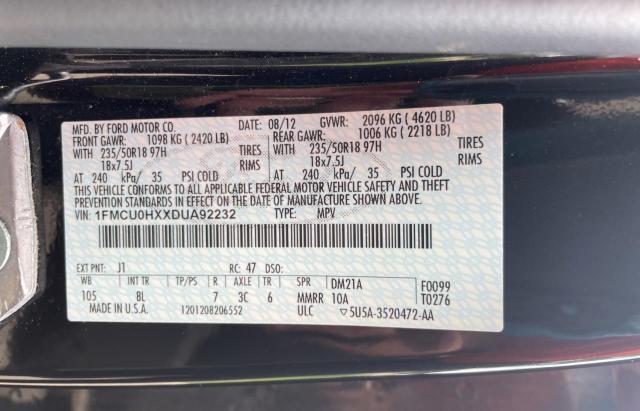 MFD. BY FORD MOTOR CO. 08/12 GVWR: 2096 KG ( 4620 LB)
FRONT GAWR: 1098 KG ( 2420 LB) REAR GAWR: 1006 KG ( 2218 LB)
WITH 235/50R18 97H TIRES WITH 235/50R18 97H TIRES
18x7.5J RIMS 18x7.5J RIMS
AT 240 kPa/ 35 PSI COLD AT 240 kPa/ 35 PSI COLD
THIS VEHICLE CONFORMS TO ALL APPLICABLE FEDERAL MOTOR VEHICLE SAFETY AND THEFT
PREVENTION STANDARDS IN EFFECT ON THE DATE OF MANUFACTURE SHOWN ABOVE.
VIN: 1FMCU0HXXDUA92232 TYPE: MPV
EXT PNT: J1 RC: 47 DSO:
WB INT TR TP/PS R AXLE TR SPR DM21A F0099
105 8L 7 3C 6 MMRR 10A T0276
MADE IN U.S.A. 1201208206552 ULC ▽5U5A-3520472-AA